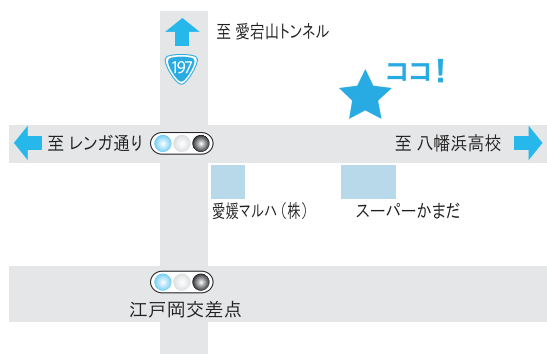 至 愛宕山トンネル
197
ココ!
至 レンガ通り
至 八幡浜高校
愛媛マルハ(株)
スーパーかまだ
江戸岡交差点